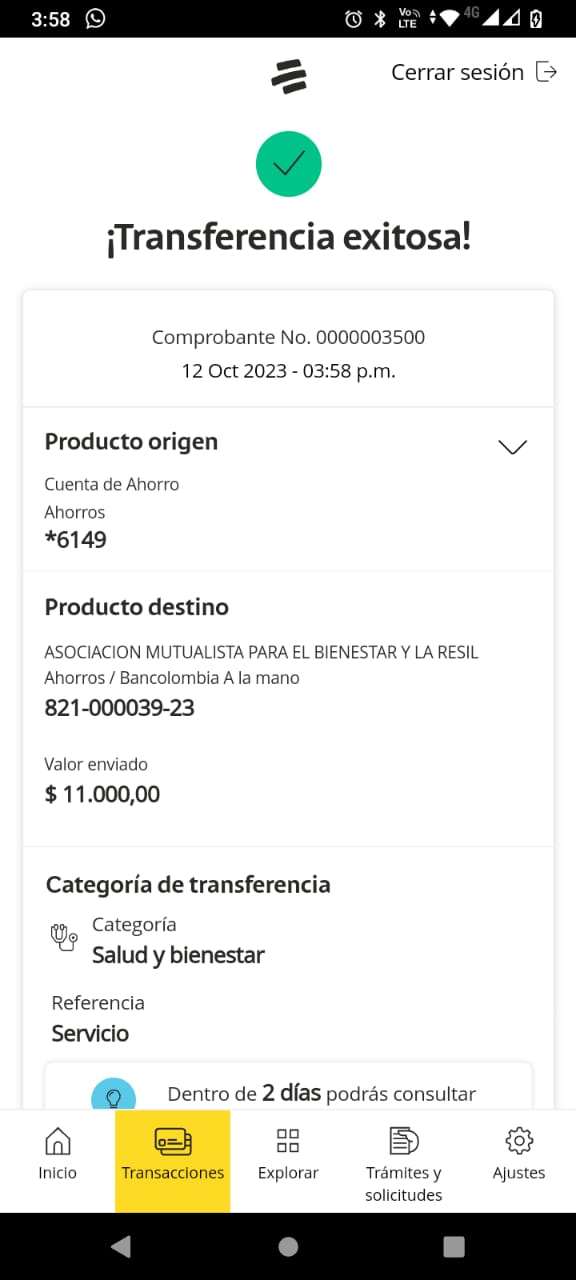 3:58
Vo
LTE
4G
Cerrar sesión
¡Transferencia exitosa!
Comprobante No. 0000003500
12 Oct 2023 - 03:58 p.m.
Producto origen
Cuenta de Ahorro
Ahorros
*6149
Producto destino
ASOCIACION MUTUALISTA PARA EL BIENESTAR Y LA RESIL
Ahorros / Bancolombia A la mano
821-000039-23
Valor enviado
$ 11.000,00
Categoría de transferencia
Categoría
Salud y bienestar
Referencia
Servicio
Dentro de 2 días podrás consultar
Inicio
Transacciones
Explorar
Trámites y
solicitudes
Ajustes